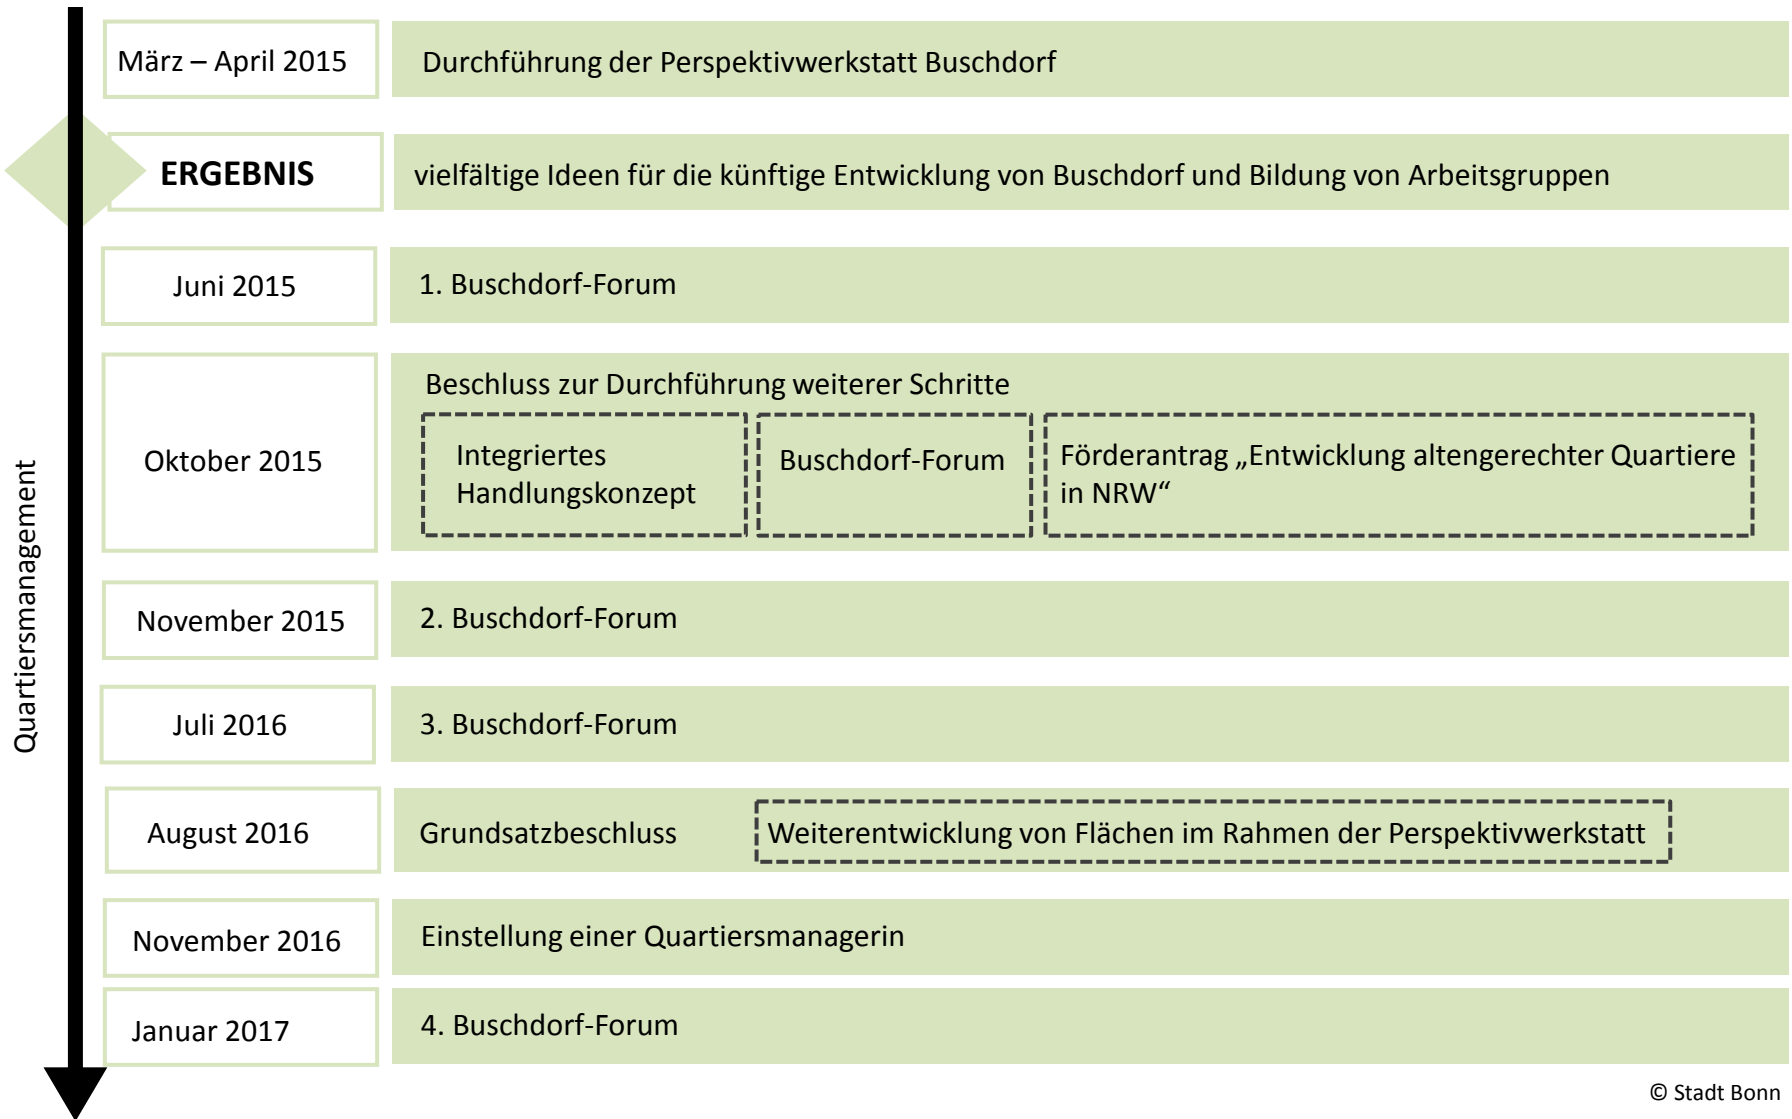 März – April 2015
Durchführung der Perspektivwerkstatt Buschdorf
ERGEBNIS
vielfältige Ideen für die künftige Entwicklung von Buschdorf und Bildung von Arbeitsgruppen
Juni 2015
1. Buschdorf-Forum
Oktober 2015
Beschluss zur Durchführung weiterer Schritte
Integriertes
Handlungskonzept
Buschdorf-Forum
Förderantrag „Entwicklung altengerechter Quartiere
in NRW“
November 2015
2. Buschdorf-Forum
Juli 2016
3. Buschdorf-Forum
August 2016
Grundsatzbeschluss
Weiterentwicklung von Flächen im Rahmen der Perspektivwerkstatt
November 2016
Einstellung einer Quartiersmanagerin
Januar 2017
4. Buschdorf-Forum
Quartiersmanagement
© Stadt Bonn